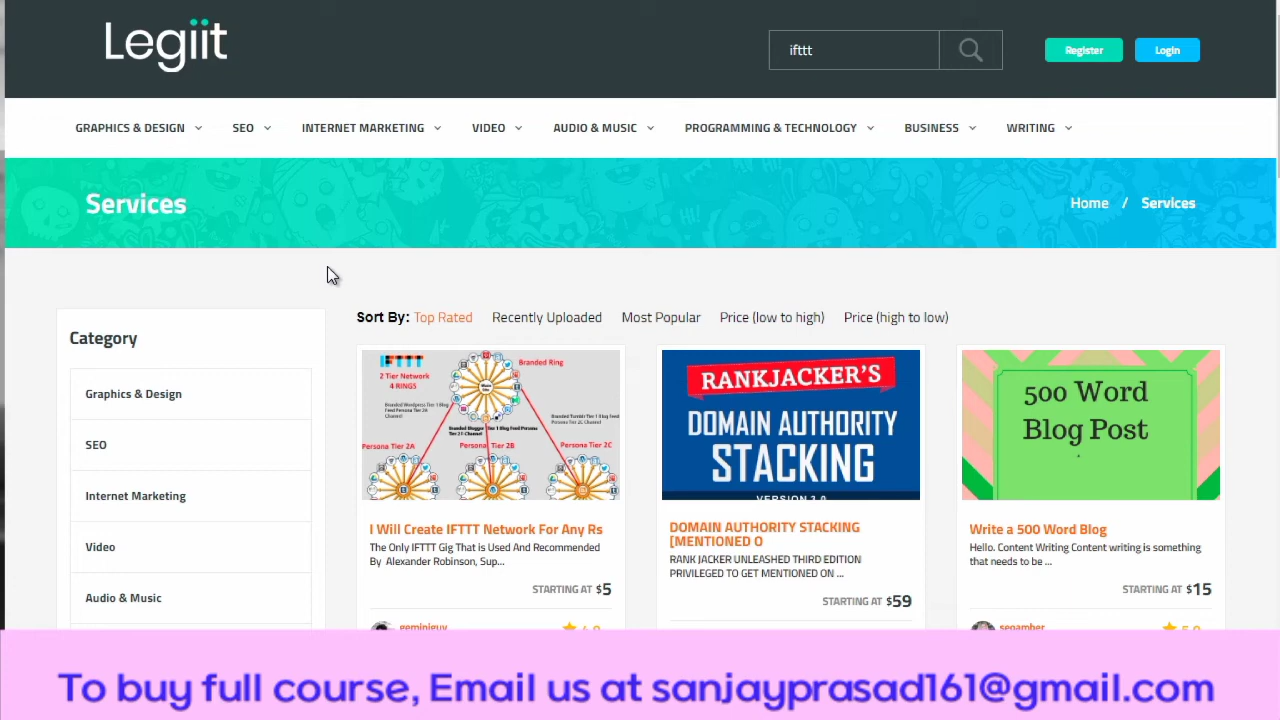 Legiit
ifttt
Register
Login
GRAPHICS & DESIGN
SEO
INTERNET MARKETING
VIDEO
AUDIO & MUSIC
PROGRAMMING & TECHNOLOGY
BUSINESS
WRITING
Services
Home / Services
Category
Graphics & Design
SEO
Internet Marketing
Video
Audio & Music
Sort By: Top Rated Recently Uploaded Most Popular Price (low to high) Price (high to low)
IFTTT
2 Tier Network
4 RINGS
Branded Ring
Persona Tier 2A
Persona Tier 2B
Persona Tier 2C
I Will Create IFTTT Network For Any Rs
The Only IFTTT Gig That is Used And Recommended
By Alexander Robinson, Sup...
STARTING AT $5
geminiguy
RANKJACKER'S
DOMAIN AUTHORITY
STACKING
VERSION 3.0
DOMAIN AUTHORITY STACKING
[MENTIONED O
RANK JACKER UNLEASHED THIRD EDITION
PRIVILEGED TO GET MENTIONED ON ...
STARTING AT $59
500 Word
Blog Post
Write a 500 Word Blog
Hello. Content Writing Content writing is something
that needs to be ...
STARTING AT $15
seoamber
To buy full course, Email us at sanjayprasad161@gmail.com